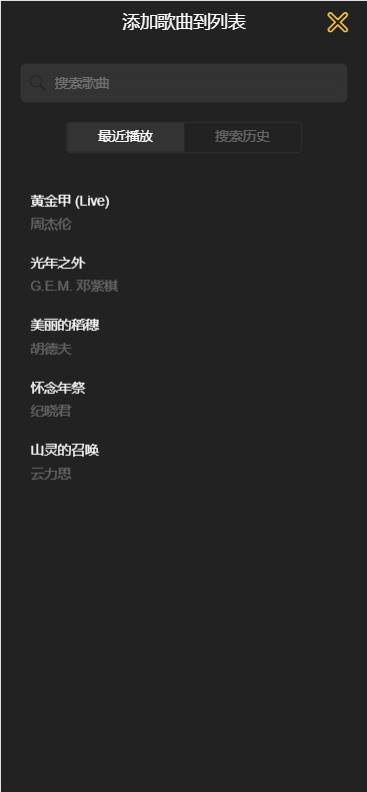 添加歌曲到列表
搜索歌曲
最近播放 搜索历史
黄金甲 (Live)
周杰伦
光年之外
G.E.M. 邓紫棋
美丽的稻穗
胡德夫
怀念年祭
纪晓君
山灵的召唤
云力思